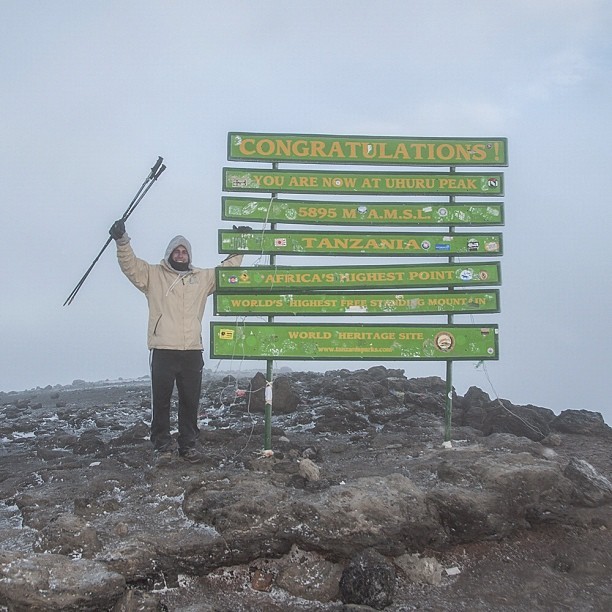 CONGRATULATIONS!
YOU ARE NOW AT UHURU PEAK
5895 M. A.M.S.L.
TANZANIA
AFRICA'S HIGHEST POINT
WORLD'S HIGHEST FREE STANDING MOUNTAIN
WORLD HERITAGE SITE